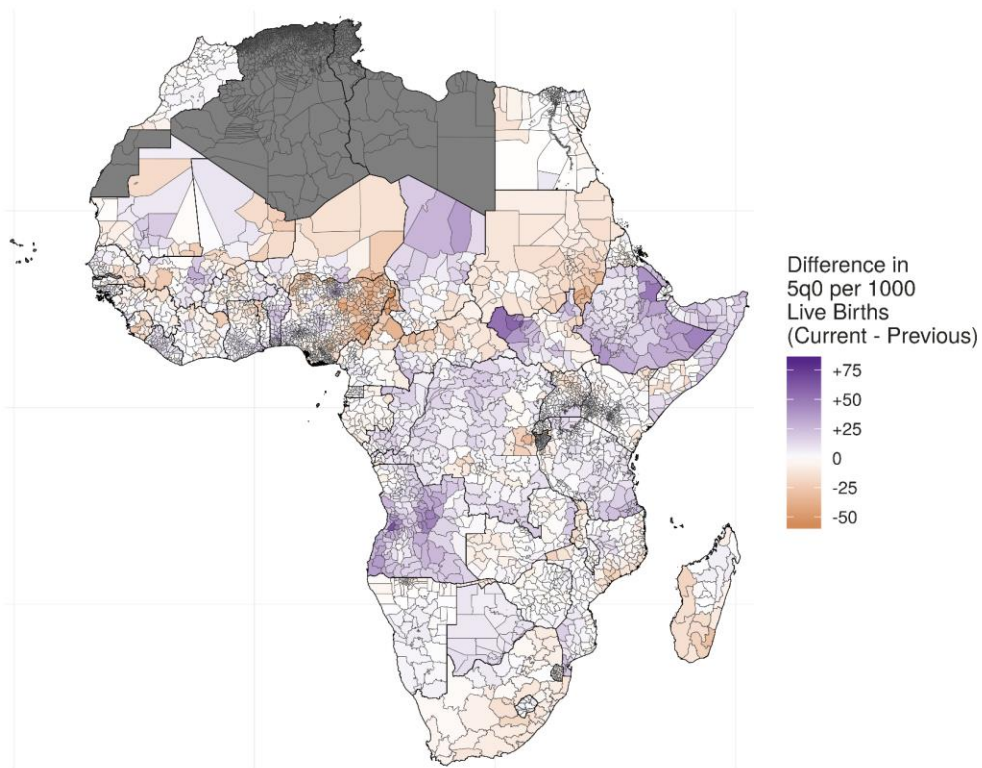 Difference in
5q0 per 1000
Live Births
(Current - Previous)
+75
+50
+25
0
-25
-50